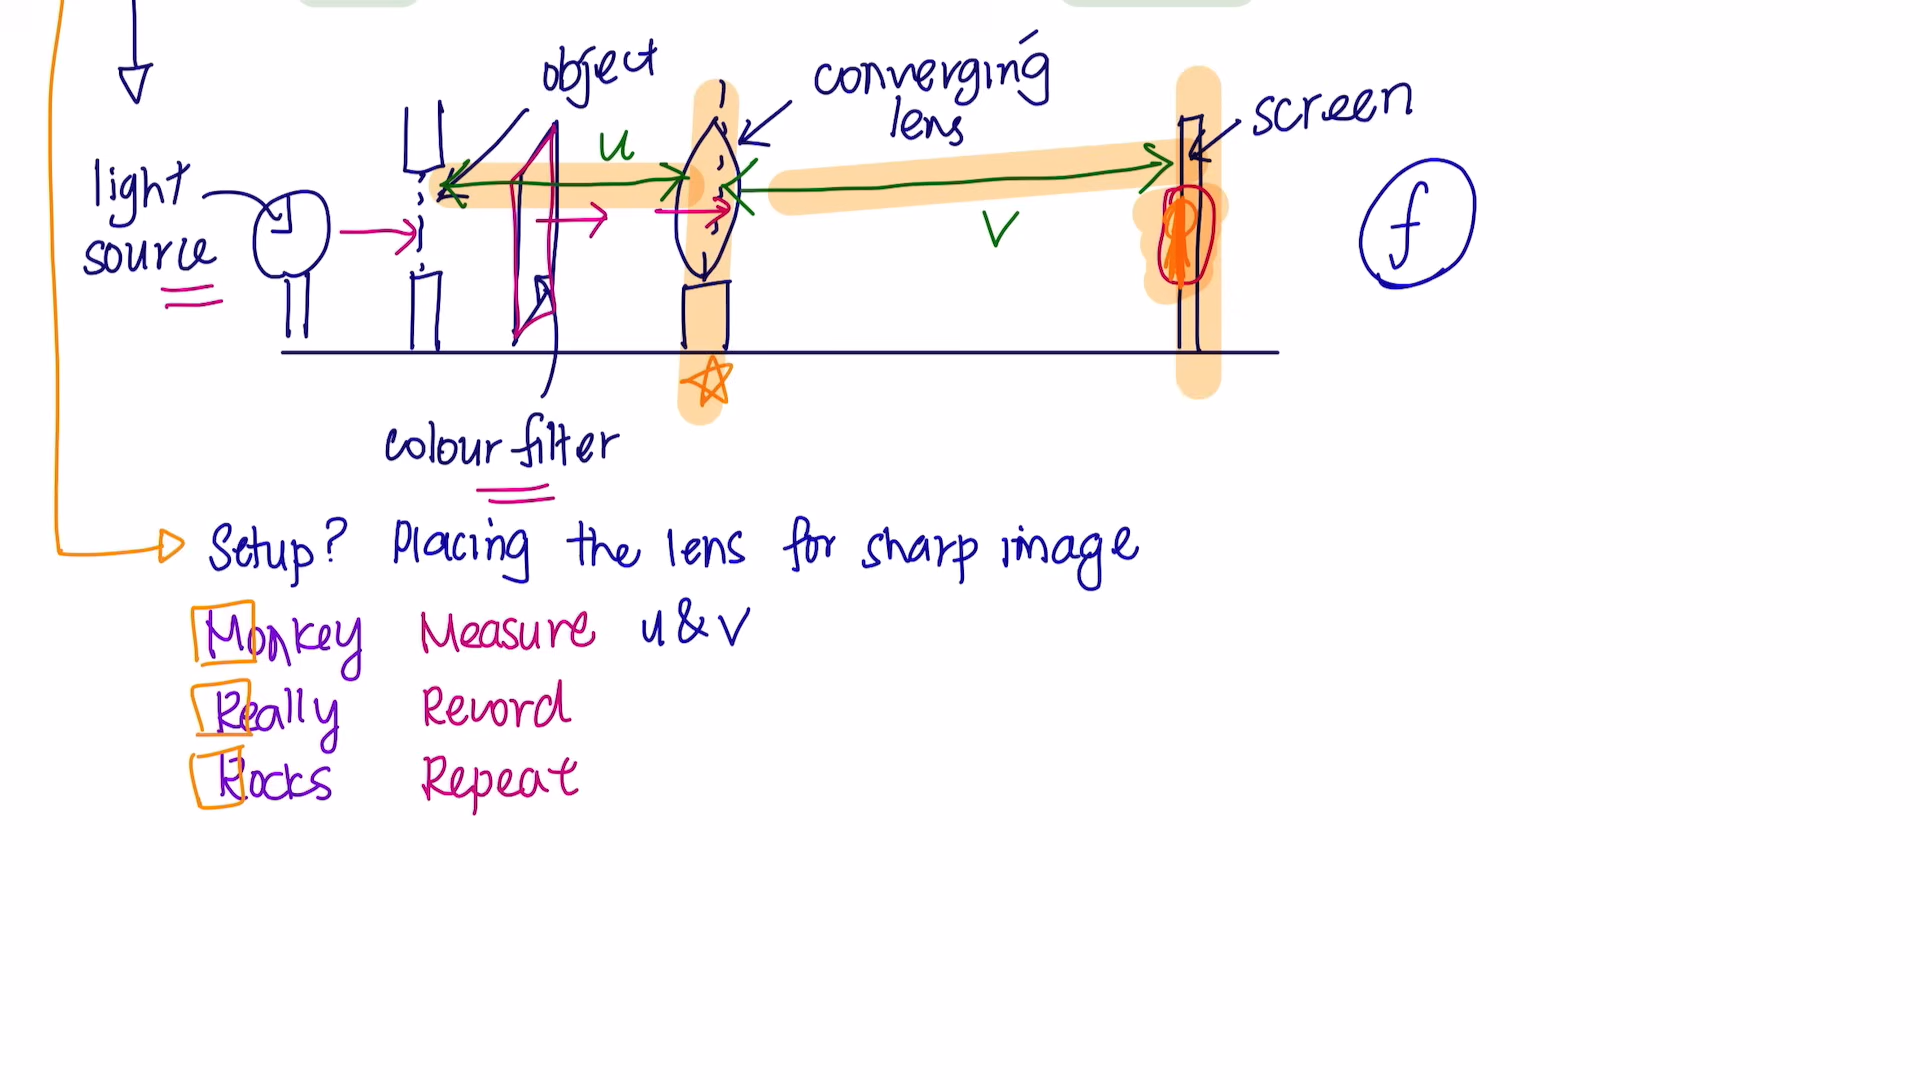 object
converging
lens
screen
u
light
source
v
f
colour filter
Setup? Placing the lens for sharp image
Monkey Measure u & v
Really Record
Rocks Repeat